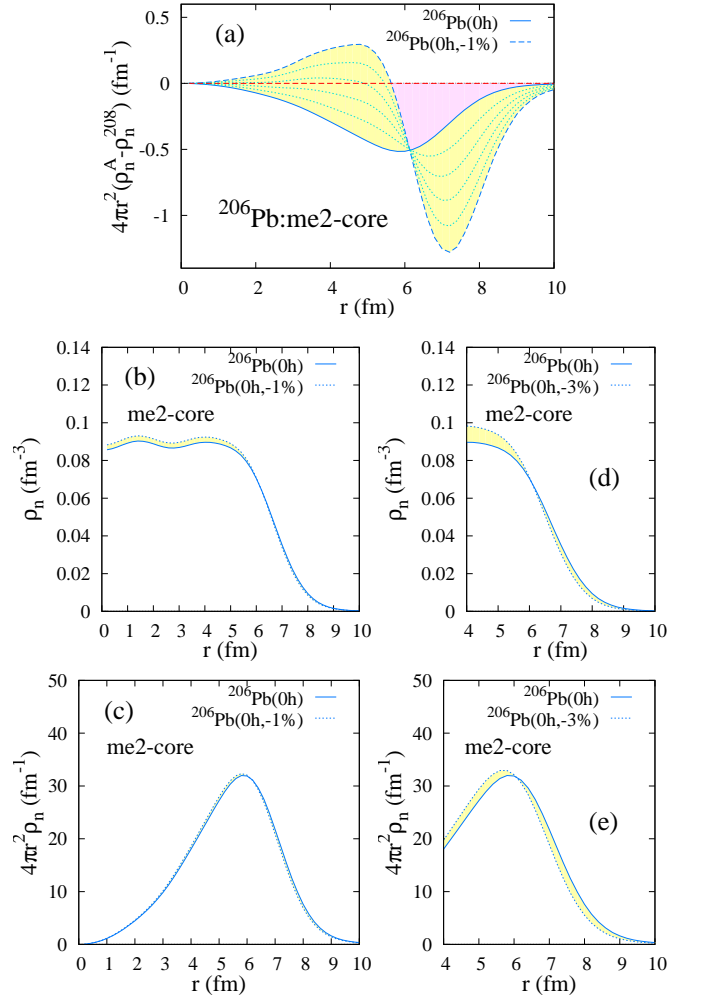 (a)
²⁰⁶Pb(0h)
²⁰⁶Pb(0h,-1%)
4πr²(ρₙᴬ-ρₙ²⁰⁸) (fm⁻¹)
0.5
0
-0.5
-1
²⁰⁶Pb:me2-core
0 2 4 6 8 10
r (fm)
(b)
²⁰⁶Pb(0h)
²⁰⁶Pb(0h,-1%)
me2-core
ρₙ (fm⁻³)
0.14
0.12
0.1
0.08
0.06
0.04
0.02
0
0 1 2 3 4 5 6 7 8 9 10
r (fm)
²⁰⁶Pb(0h)
²⁰⁶Pb(0h,-3%)
me2-core
(d)
ρₙ (fm⁻³)
0.14
0.12
0.1
0.08
0.06
0.04
0.02
0
4 5 6 7 8 9 10
r (fm)
(c)
²⁰⁶Pb(0h)
²⁰⁶Pb(0h,-1%)
me2-core
4πr²ρₙ (fm⁻¹)
50
40
30
20
10
0
0 1 2 3 4 5 6 7 8 9 10
r (fm)
²⁰⁶Pb(0h)
²⁰⁶Pb(0h,-3%)
me2-core
(e)
4πr²ρₙ (fm⁻¹)
50
40
30
20
10
0
4 5 6 7 8 9 10
r (fm)